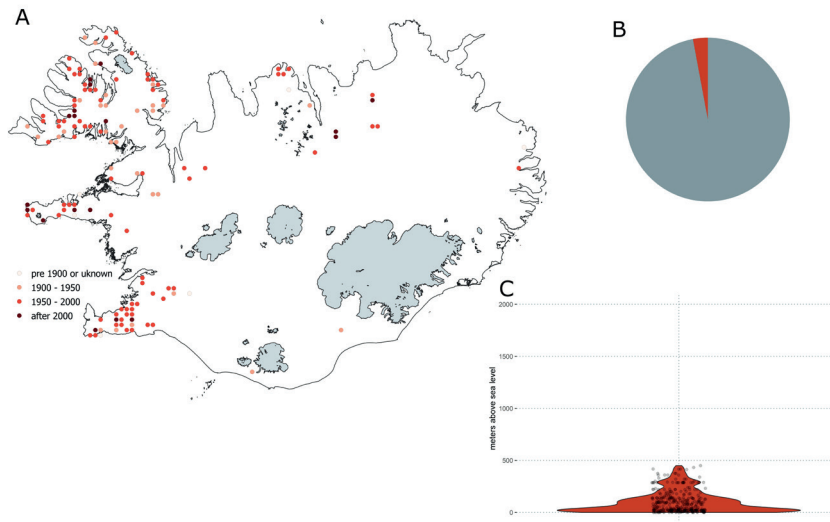 A
pre 1900 or uknown
1900 - 1950
1950 - 2000
after 2000
B
C
2000
1500
1000
500
0
meters above sea level